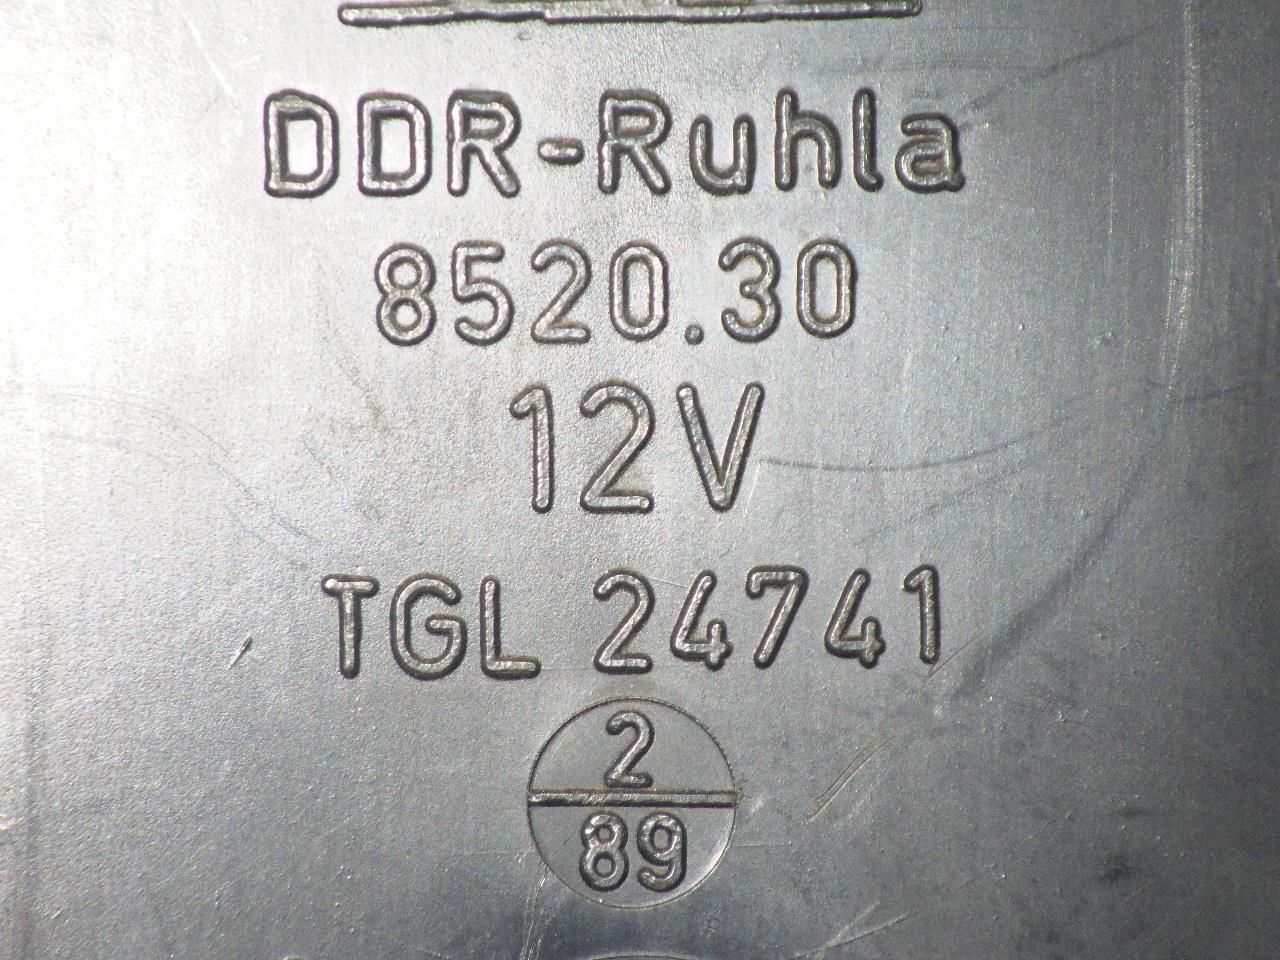 DDR-Ruhla
8520.30
12V
TGL 24741
2
89